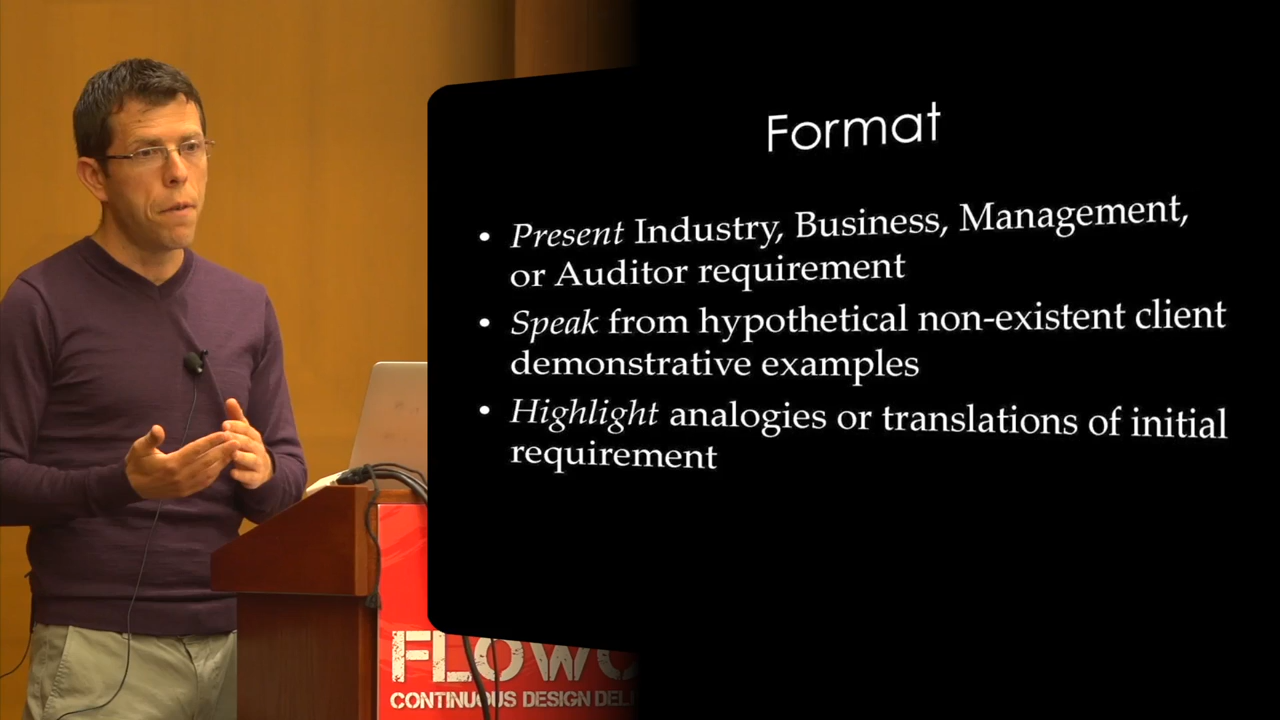 Format
• Present Industry, Business, Management,
or Auditor requirement
• Speak from hypothetical non-existent client
demonstrative examples
• Highlight analogies or translations of initial
requirement
CONTINUOUS DESIGN